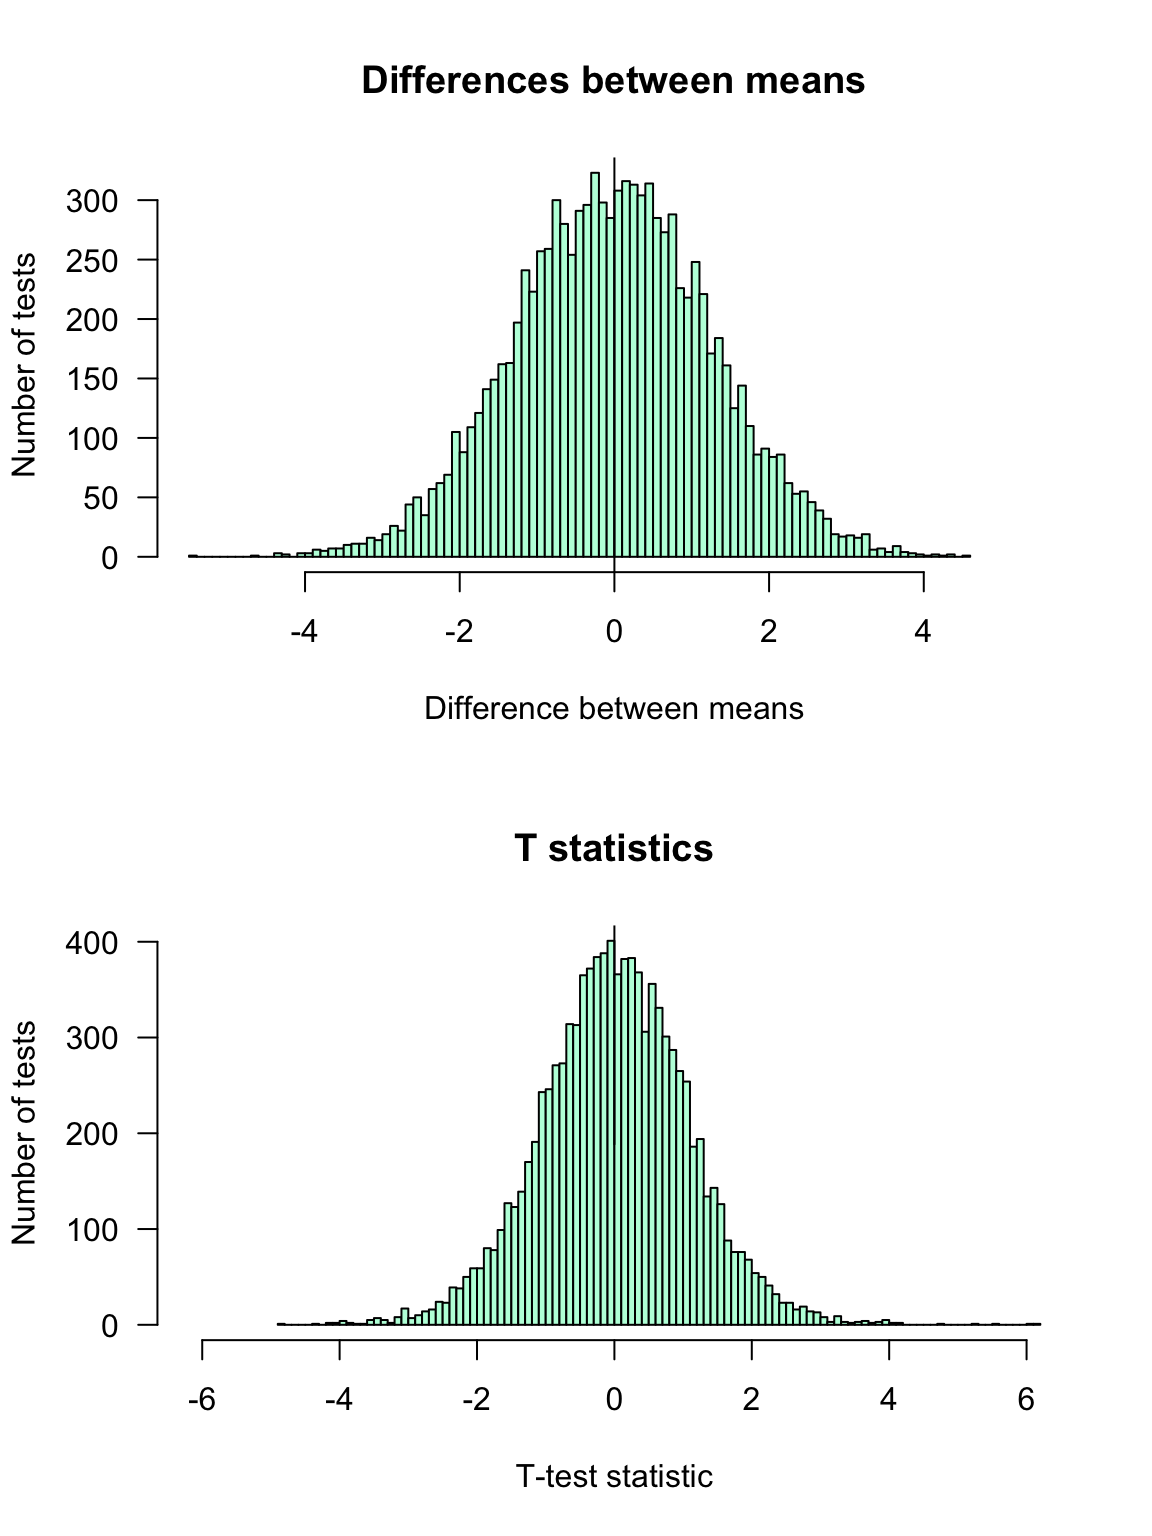 Differences between means
Number of tests
300
250
200
150
100
50
0
-4 -2 0 2 4
Difference between means
T statistics
Number of tests
400
300
200
100
0
-6 -4 -2 0 2 4 6
T-test statistic